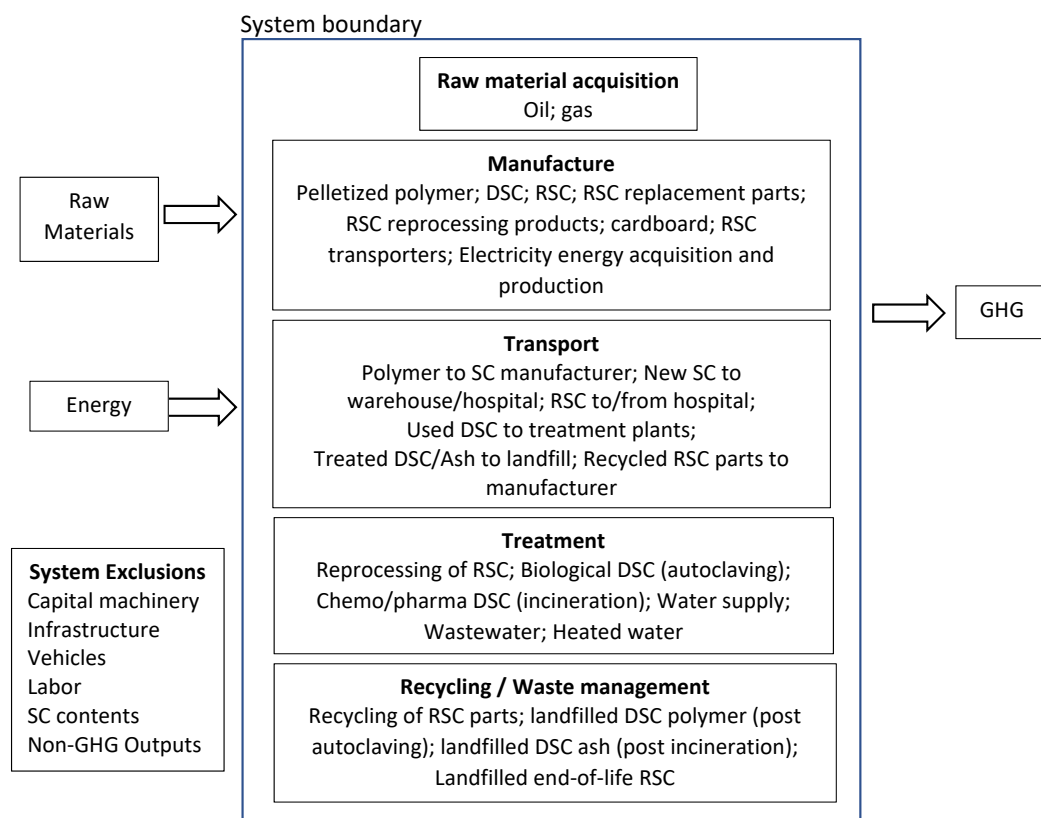 System boundary
Raw material acquisition
Oil; gas
Manufacture
Pelletized polymer; DSC; RSC; RSC replacement parts;
RSC reprocessing products; cardboard; RSC
transporters; Electricity energy acquisition and
production
Raw
Materials
GHG
Transport
Polymer to SC manufacturer; New SC to
warehouse/hospital; RSC to/from hospital;
Used DSC to treatment plants;
Treated DSC/Ash to landfill; Recycled RSC parts to
manufacturer
Energy
Treatment
Reprocessing of RSC; Biological DSC (autoclaving);
Chemo/pharma DSC (incineration); Water supply;
Wastewater; Heated water
System Exclusions
Capital machinery
Infrastructure
Vehicles
Labor
SC contents
Non-GHG Outputs
Recycling / Waste management
Recycling of RSC parts; landfilled DSC polymer (post
autoclaving); landfilled DSC ash (post incineration);
Landfilled end-of-life RSC